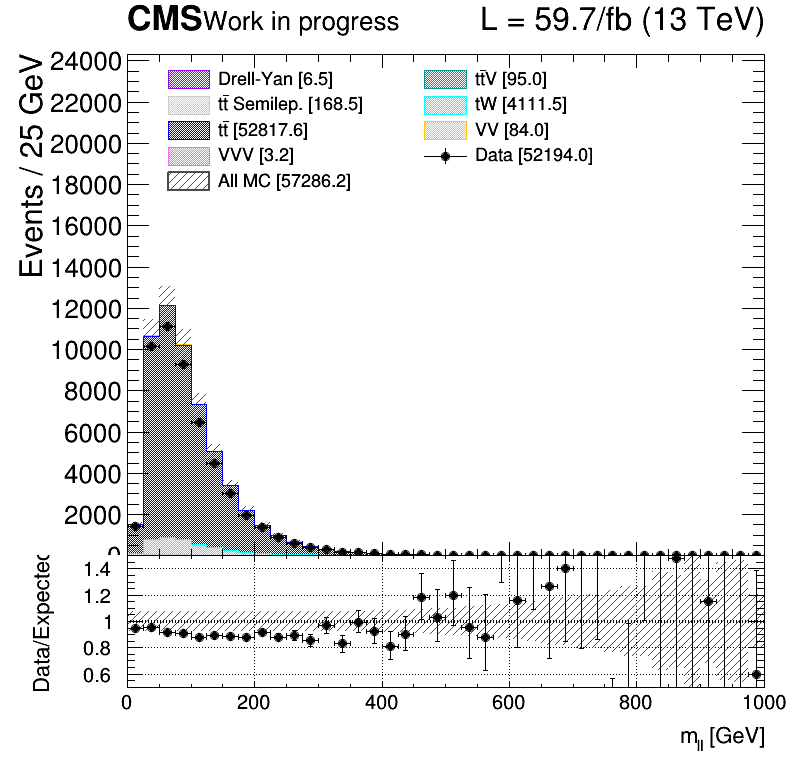 CMS Work in progress L = 59.7/fb (13 TeV)
Events / 25 GeV
24000
22000
20000
18000
16000
14000
12000
10000
8000
6000
4000
2000
0
Drell-Yan [6.5]
tt̄ Semilep. [168.5]
tt̄ [52817.6]
VVV [3.2]
All MC [57286.2]
tt̄V [95.0]
tW [4111.5]
VV [84.0]
Data [52194.0]
Data/Expected
1.4
1.2
1
0.8
0.6
0 200 400 600 800 1000
m_ll [GeV]